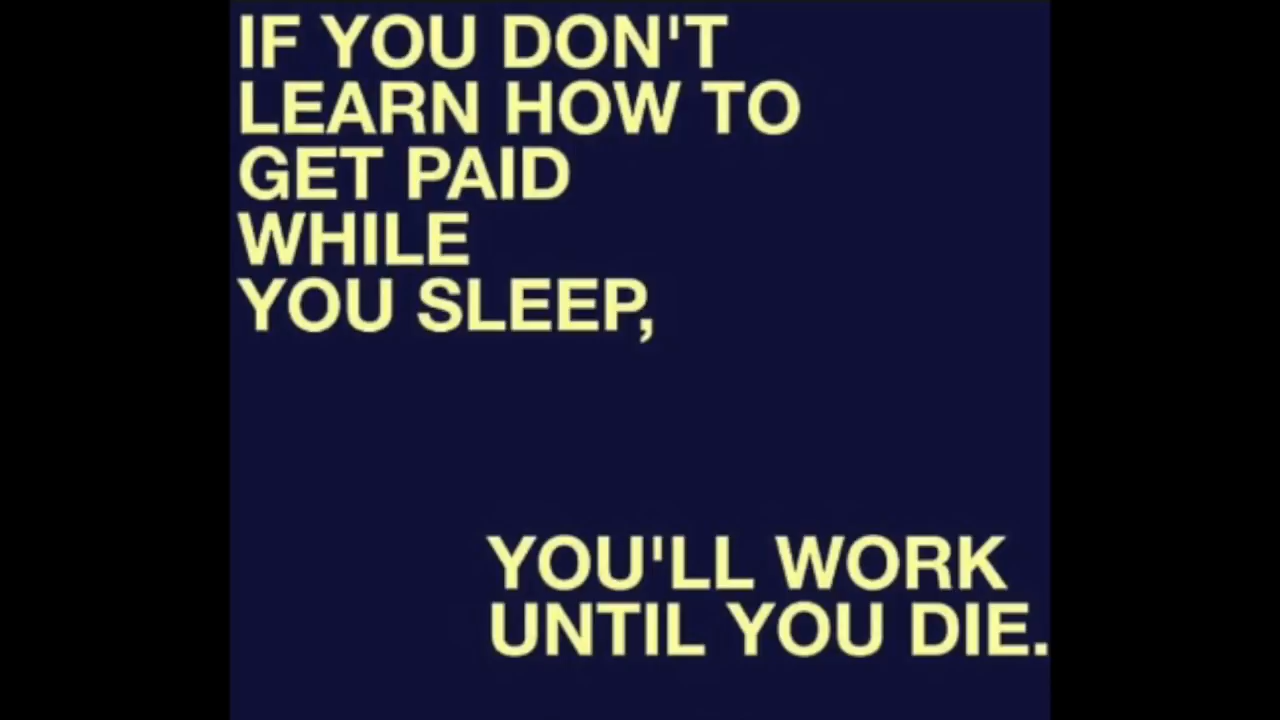 IF YOU DON'T
LEARN HOW TO
GET PAID
WHILE
YOU SLEEP,
YOU'LL WORK
UNTIL YOU DIE.